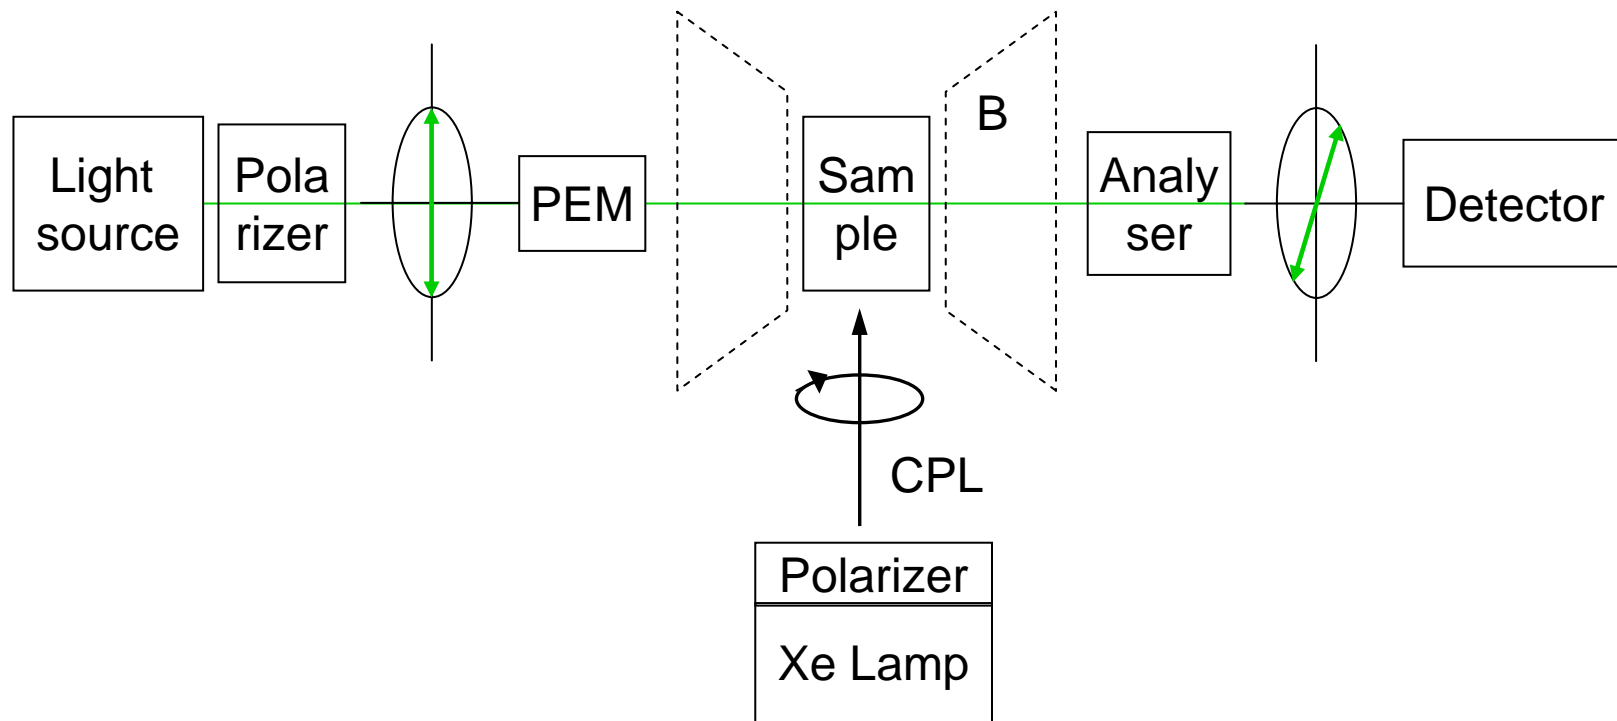 Light
source
Pola
rizer
PEM
Sam
ple
B
Analy
ser
Detector
CPL
Polarizer
Xe Lamp